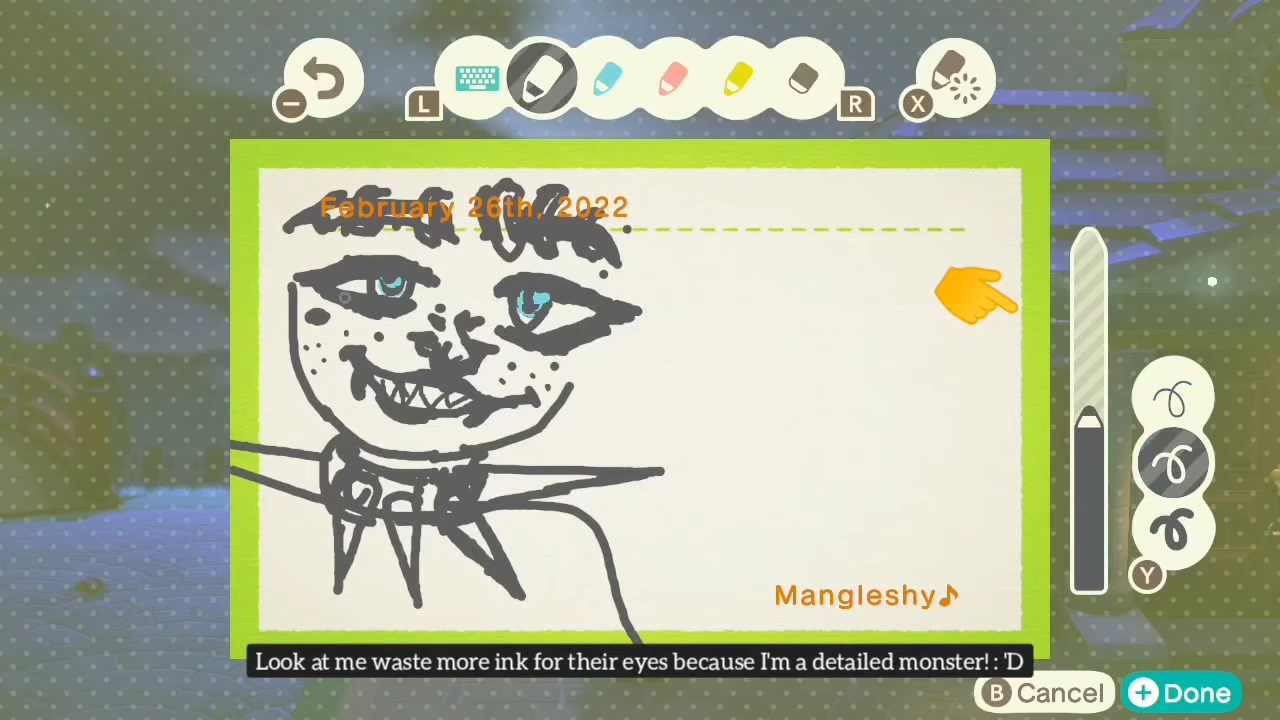 L
R
X
February 26th, 2022
Mangleshy♪
Y
Look at me waste more ink for their eyes because I'm a detailed monster! : 'D
B Cancel
+ Done